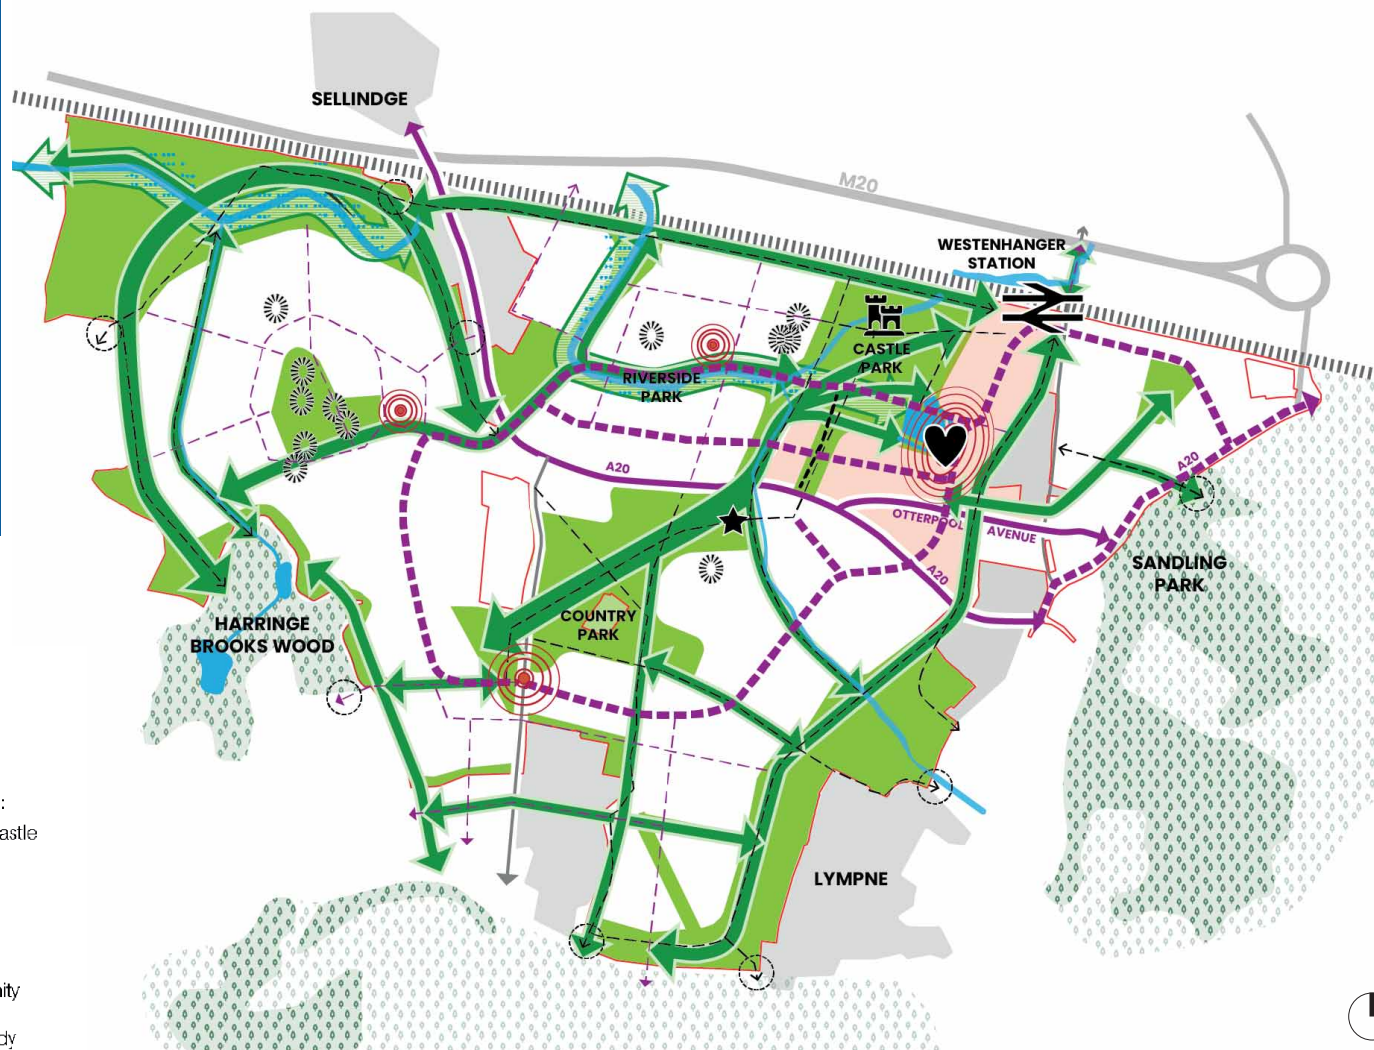 SELLINDGE
M20
WESTENHANGER
STATION
CASTLE
PARK
RIVERSIDE
PARK
A20
OTTERPOOL
AVENUE
A20
A20
SANDLING
PARK
COUNTRY
PARK
HARRINGE
BROOKS WOOD
LYMPNE
:
astle
ity
dy